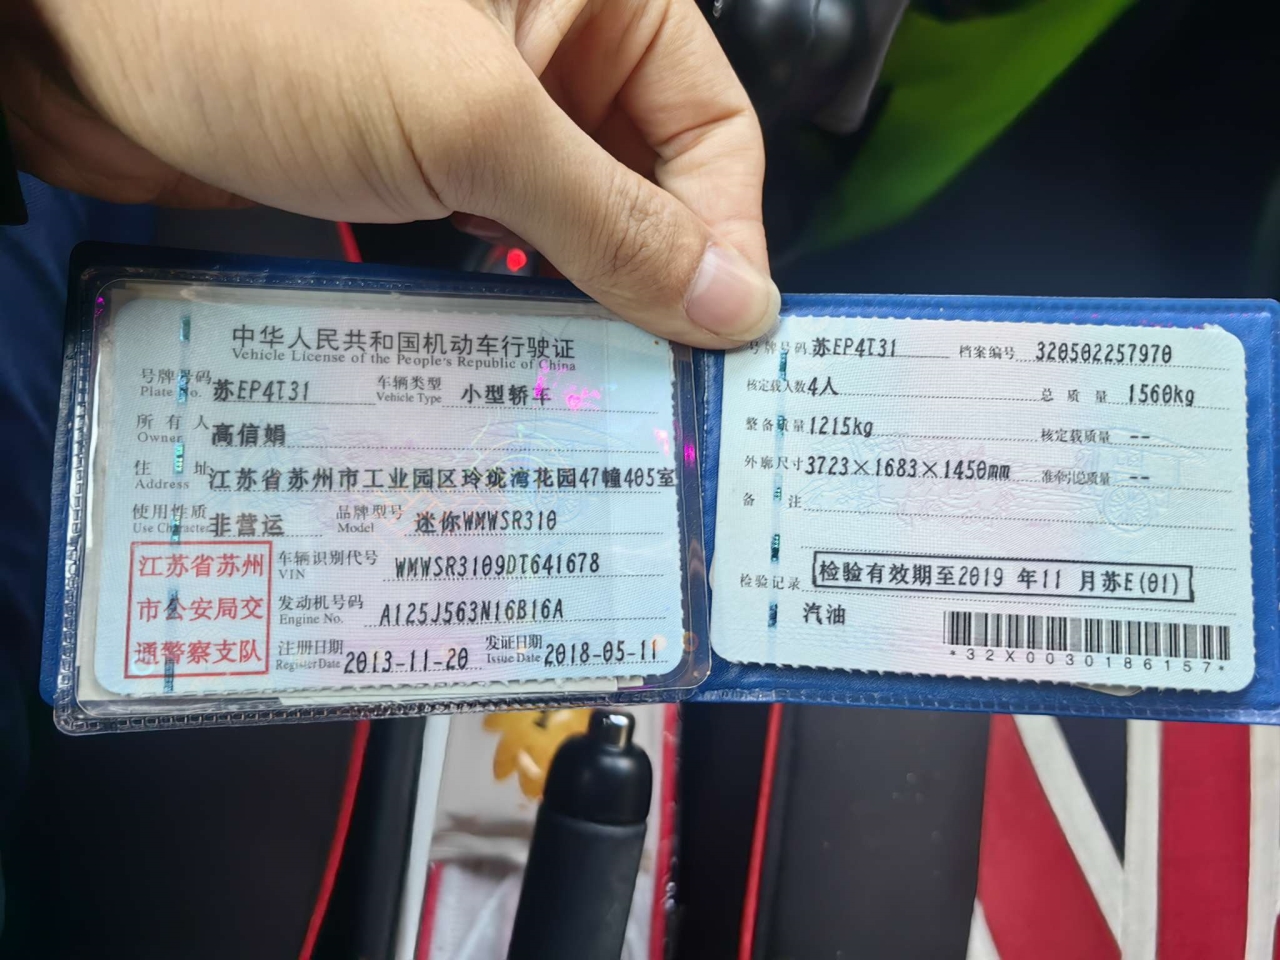 中华人民共和国机动车行驶证
Vehicle License of the People's Republic of China
号牌号码 苏EP4T31 车辆类型 小型轿车
Plate No. Vehicle Type
所有人 高信娟
Owner
住址 江苏省苏州市工业园区玲珑湾花园47幢405室
Address
使用性质 非营运 品牌型号 迷你WMWSR310
Use Character Model
江苏省苏州
市公安局交
通警察支队
车辆识别代号 WMWSR3109DT641678
VIN
发动机号码 A125J563N16B16A
Engine No.
注册日期 2013-11-20 发证日期 2018-05-11
Register Date Issue Date
号牌号码 苏EP4T31 档案编号 320502257970
核定载人数 4人 总质量 1560kg
整备质量 1215kg 核定载质量 --
外廓尺寸 3723×1683×1450mm 准牵引总质量 --
备注
检验记录 检验有效期至2019 年11 月苏E(01)
汽油
*32X0030186157*